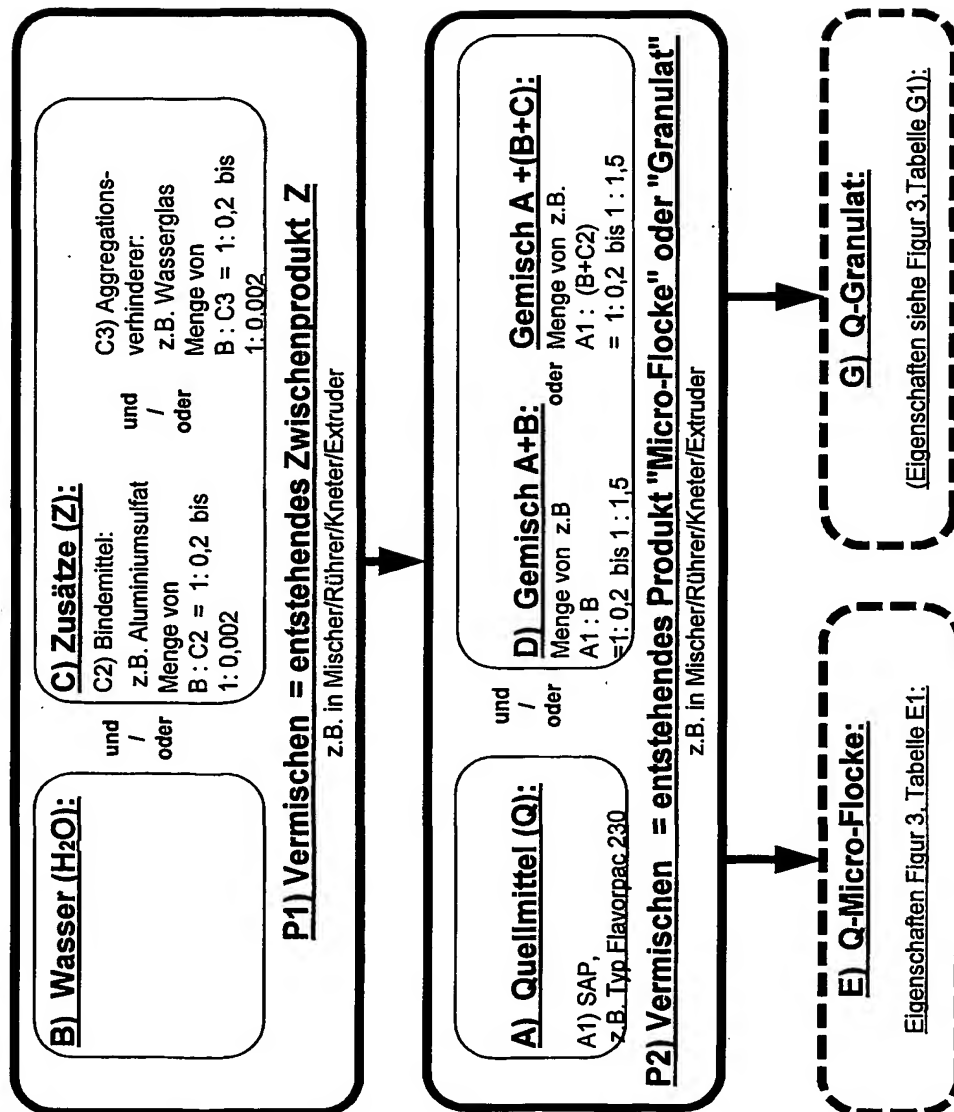 B) Wasser (H₂O):
und
/
oder
C) Zusätze (Z):
C2) Bindemittel:
z.B. Aluminiumsulfat
Menge von
B : C2 = 1: 0,2 bis
1: 0,002
und
/
oder
C3) Aggregations-
verhinderer:
z.B. Wasserglas
Menge von
B : C3 = 1: 0,2 bis
1: 0,002
P1) Vermischen = entstehendes Zwischenprodukt Z
z.B. in Mischer/Rührer/Kneter/Extruder
A) Quellmittel (Q):
A1) SAP,
z.B. Typ Flavorpac 230
und
/
oder
D) Gemisch A+B:
Menge von z.B
A1 : B
=1: 0,2 bis 1 : 1,5
oder
Gemisch A +(B+C):
Menge von z.B.
A1 : (B+C2)
= 1: 0,2 bis 1 : 1,5
P2) Vermischen = entstehendes Produkt "Micro-Flocke" oder "Granulat"
z.B. in Mischer/Rührer/Kneter/Extruder
E) Q-Micro-Flocke:
Eigenschaften Figur 3, Tabelle E1:
G) Q-Granulat:
(Eigenschaften siehe Figur 3,Tabelle G1):